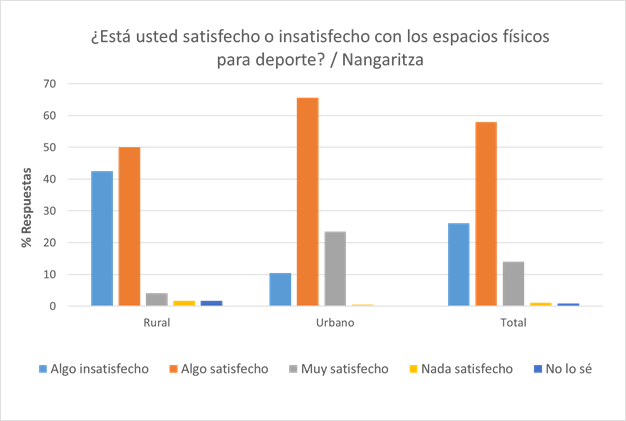 ¿Está usted satisfecho o insatisfecho con los espacios físicos
para deporte? / Nangaritza
% Respuestas
70
60
50
40
30
20
10
0
Rural Urbano Total
Algo insatisfecho Algo satisfecho Muy satisfecho Nada satisfecho No lo sé